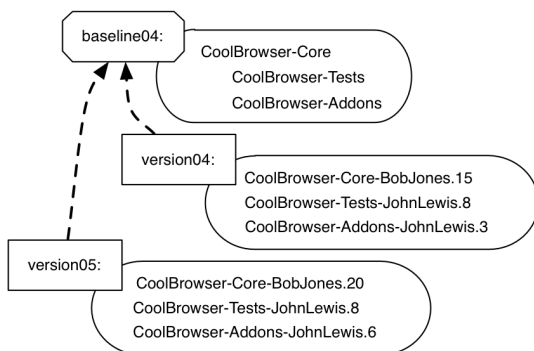 baseline04:
CoolBrowser-Core
CoolBrowser-Tests
CoolBrowser-Addons
version04:
CoolBrowser-Core-BobJones.15
CoolBrowser-Tests-JohnLewis.8
CoolBrowser-Addons-JohnLewis.3
version05:
CoolBrowser-Core-BobJones.20
CoolBrowser-Tests-JohnLewis.8
CoolBrowser-Addons-JohnLewis.6